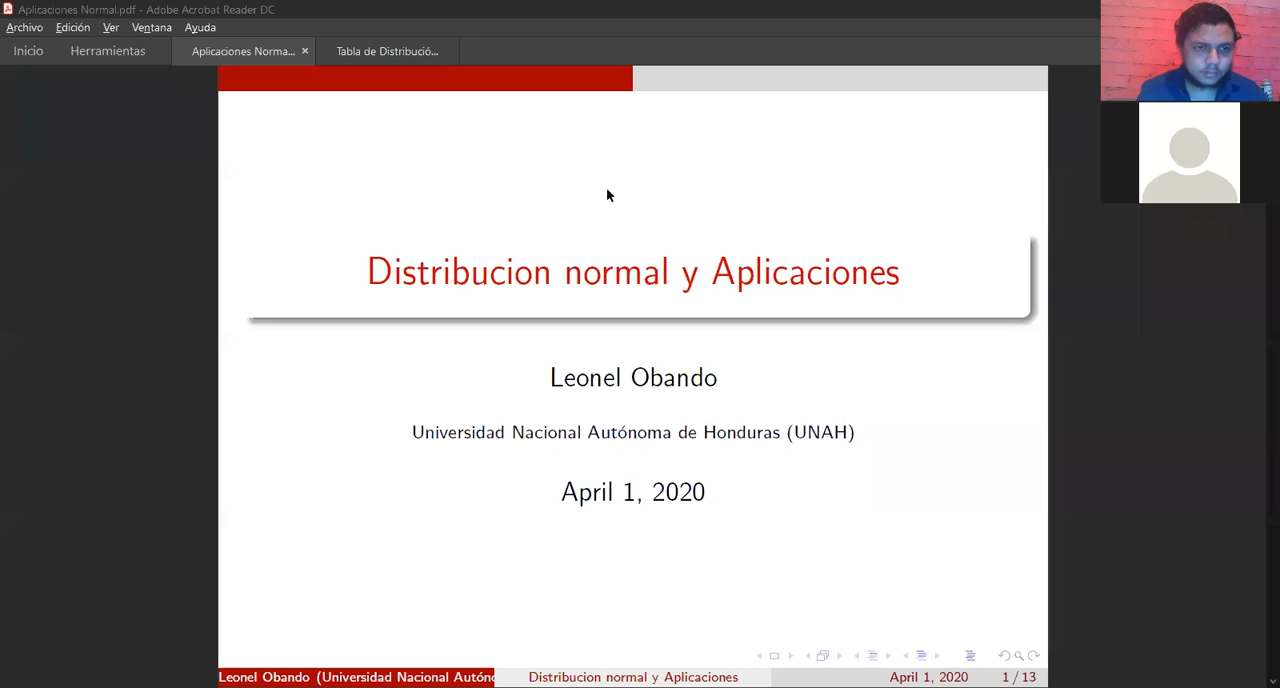 Aplicaciones Normal.pdf - Adobe Acrobat Reader DC
Archivo Edición Ver Ventana Ayuda
Inicio Herramientas Aplicaciones Norma... × Tabla de Distribució...
Distribucion normal y Aplicaciones
Leonel Obando
Universidad Nacional Autónoma de Honduras (UNAH)
April 1, 2020
Leonel Obando (Universidad Nacional Autónc Distribucion normal y Aplicaciones April 1, 2020 1 / 13